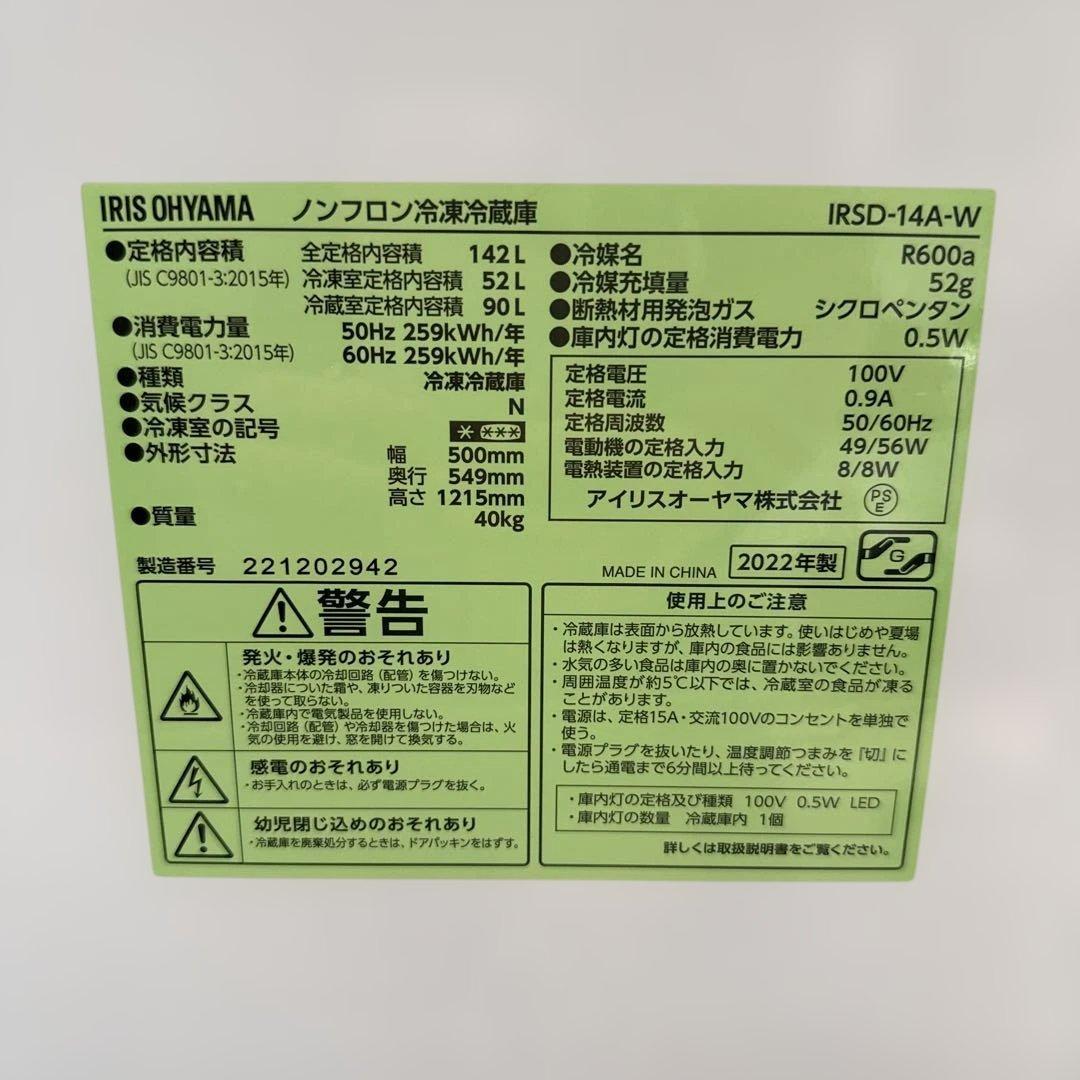 IRIS OHYAMA ノンフロン冷凍冷蔵庫 IRSD-14A-W
●定格内容積 全定格内容積 142L
(JIS C9801-3:2015年) 冷凍室定格内容積 52L
冷蔵室定格内容積 90L
●消費電力量 50Hz 259kWh/年
(JIS C9801-3:2015年) 60Hz 259kWh/年
●種類 冷凍冷蔵庫
●気候クラス N
●冷凍室の記号
●外形寸法 幅 500mm
奥行 549mm
高さ 1215mm
●質量 40kg
製造番号 221202942
●冷媒名 R600a
●冷媒充填量 52g
●断熱材用発泡ガス シクロペンタン
●庫内灯の定格消費電力 0.5W
定格電圧 100V
定格電流 0.9A
定格周波数 50/60Hz
電動機の定格入力 49/56W
電熱装置の定格入力 8/8W
アイリスオーヤマ株式会社 PSE
MADE IN CHINA 2022年製 G
警告
発火・爆発のおそれあり
・冷蔵庫本体の冷却回路(配管)を傷つけない。
・冷却器についた霜や、凍りついた容器を刃物など
を使って取らない。
・冷蔵庫内で電気製品を使用しない。
・冷却回路(配管)や冷却器を傷つけた場合は、火
気の使用を避け、窓を開けて換気する。
感電のおそれあり
・お手入れのときは、必ず電源プラグを抜く。
幼児閉じ込めのおそれあり
・冷蔵庫を廃棄処分するときは、ドアパッキンをはずす。
使用上のご注意
・冷蔵庫は表面から放熱しています。使いはじめや夏場
は熱くなりますが、庫内の食品には影響ありません。
・水気の多い食品は庫内の奥に置かないでください。
・周囲温度が約5℃以下では、冷蔵室の食品が凍る
ことがあります。
・電源は、定格15A・交流100Vのコンセントを単独で
使う。
・電源プラグを抜いたり、温度調節つまみを『切』に
したら通電まで6分間以上待ってください。
・庫内灯の定格及び種類 100V 0.5W LED
・庫内灯の数量 冷蔵庫内 1個
詳しくは取扱説明書をご覧ください。